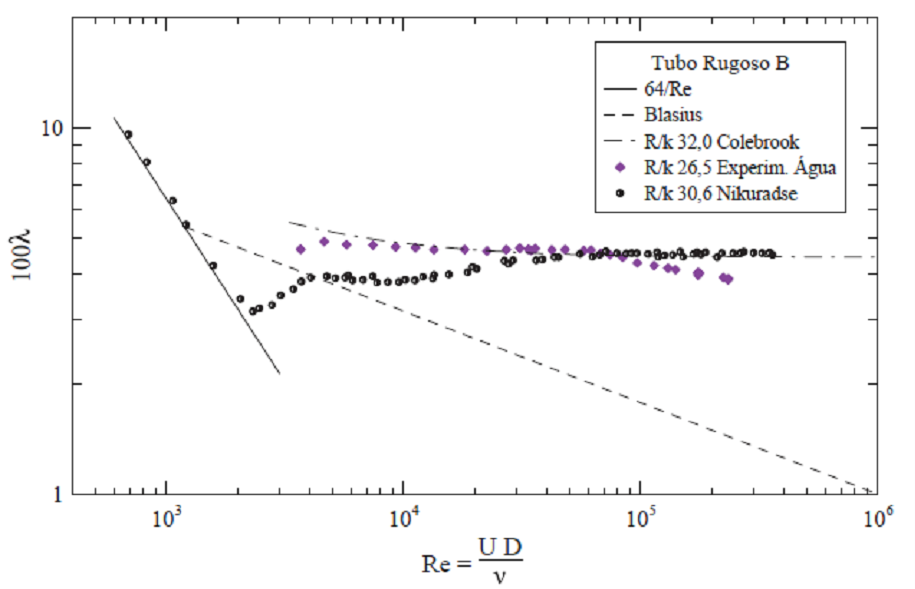 Tubo Rugoso B
64/Re
Blasius
R/k 32,0 Colebrook
R/k 26,5 Experim. Água
R/k 30,6 Nikuradse
100λ
10
1
10³ 10⁴ 10⁵ 10⁶
Re = U D / ν